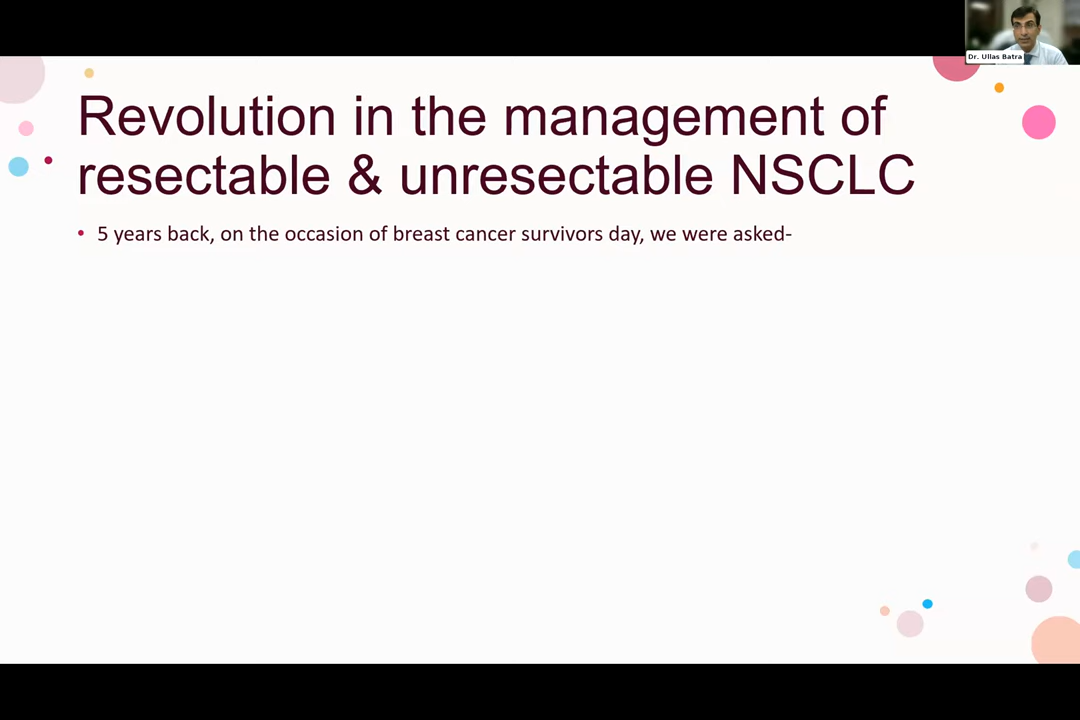 Dr. Ullas Batra
Revolution in the management of
resectable & unresectable NSCLC
• 5 years back, on the occasion of breast cancer survivors day, we were asked-